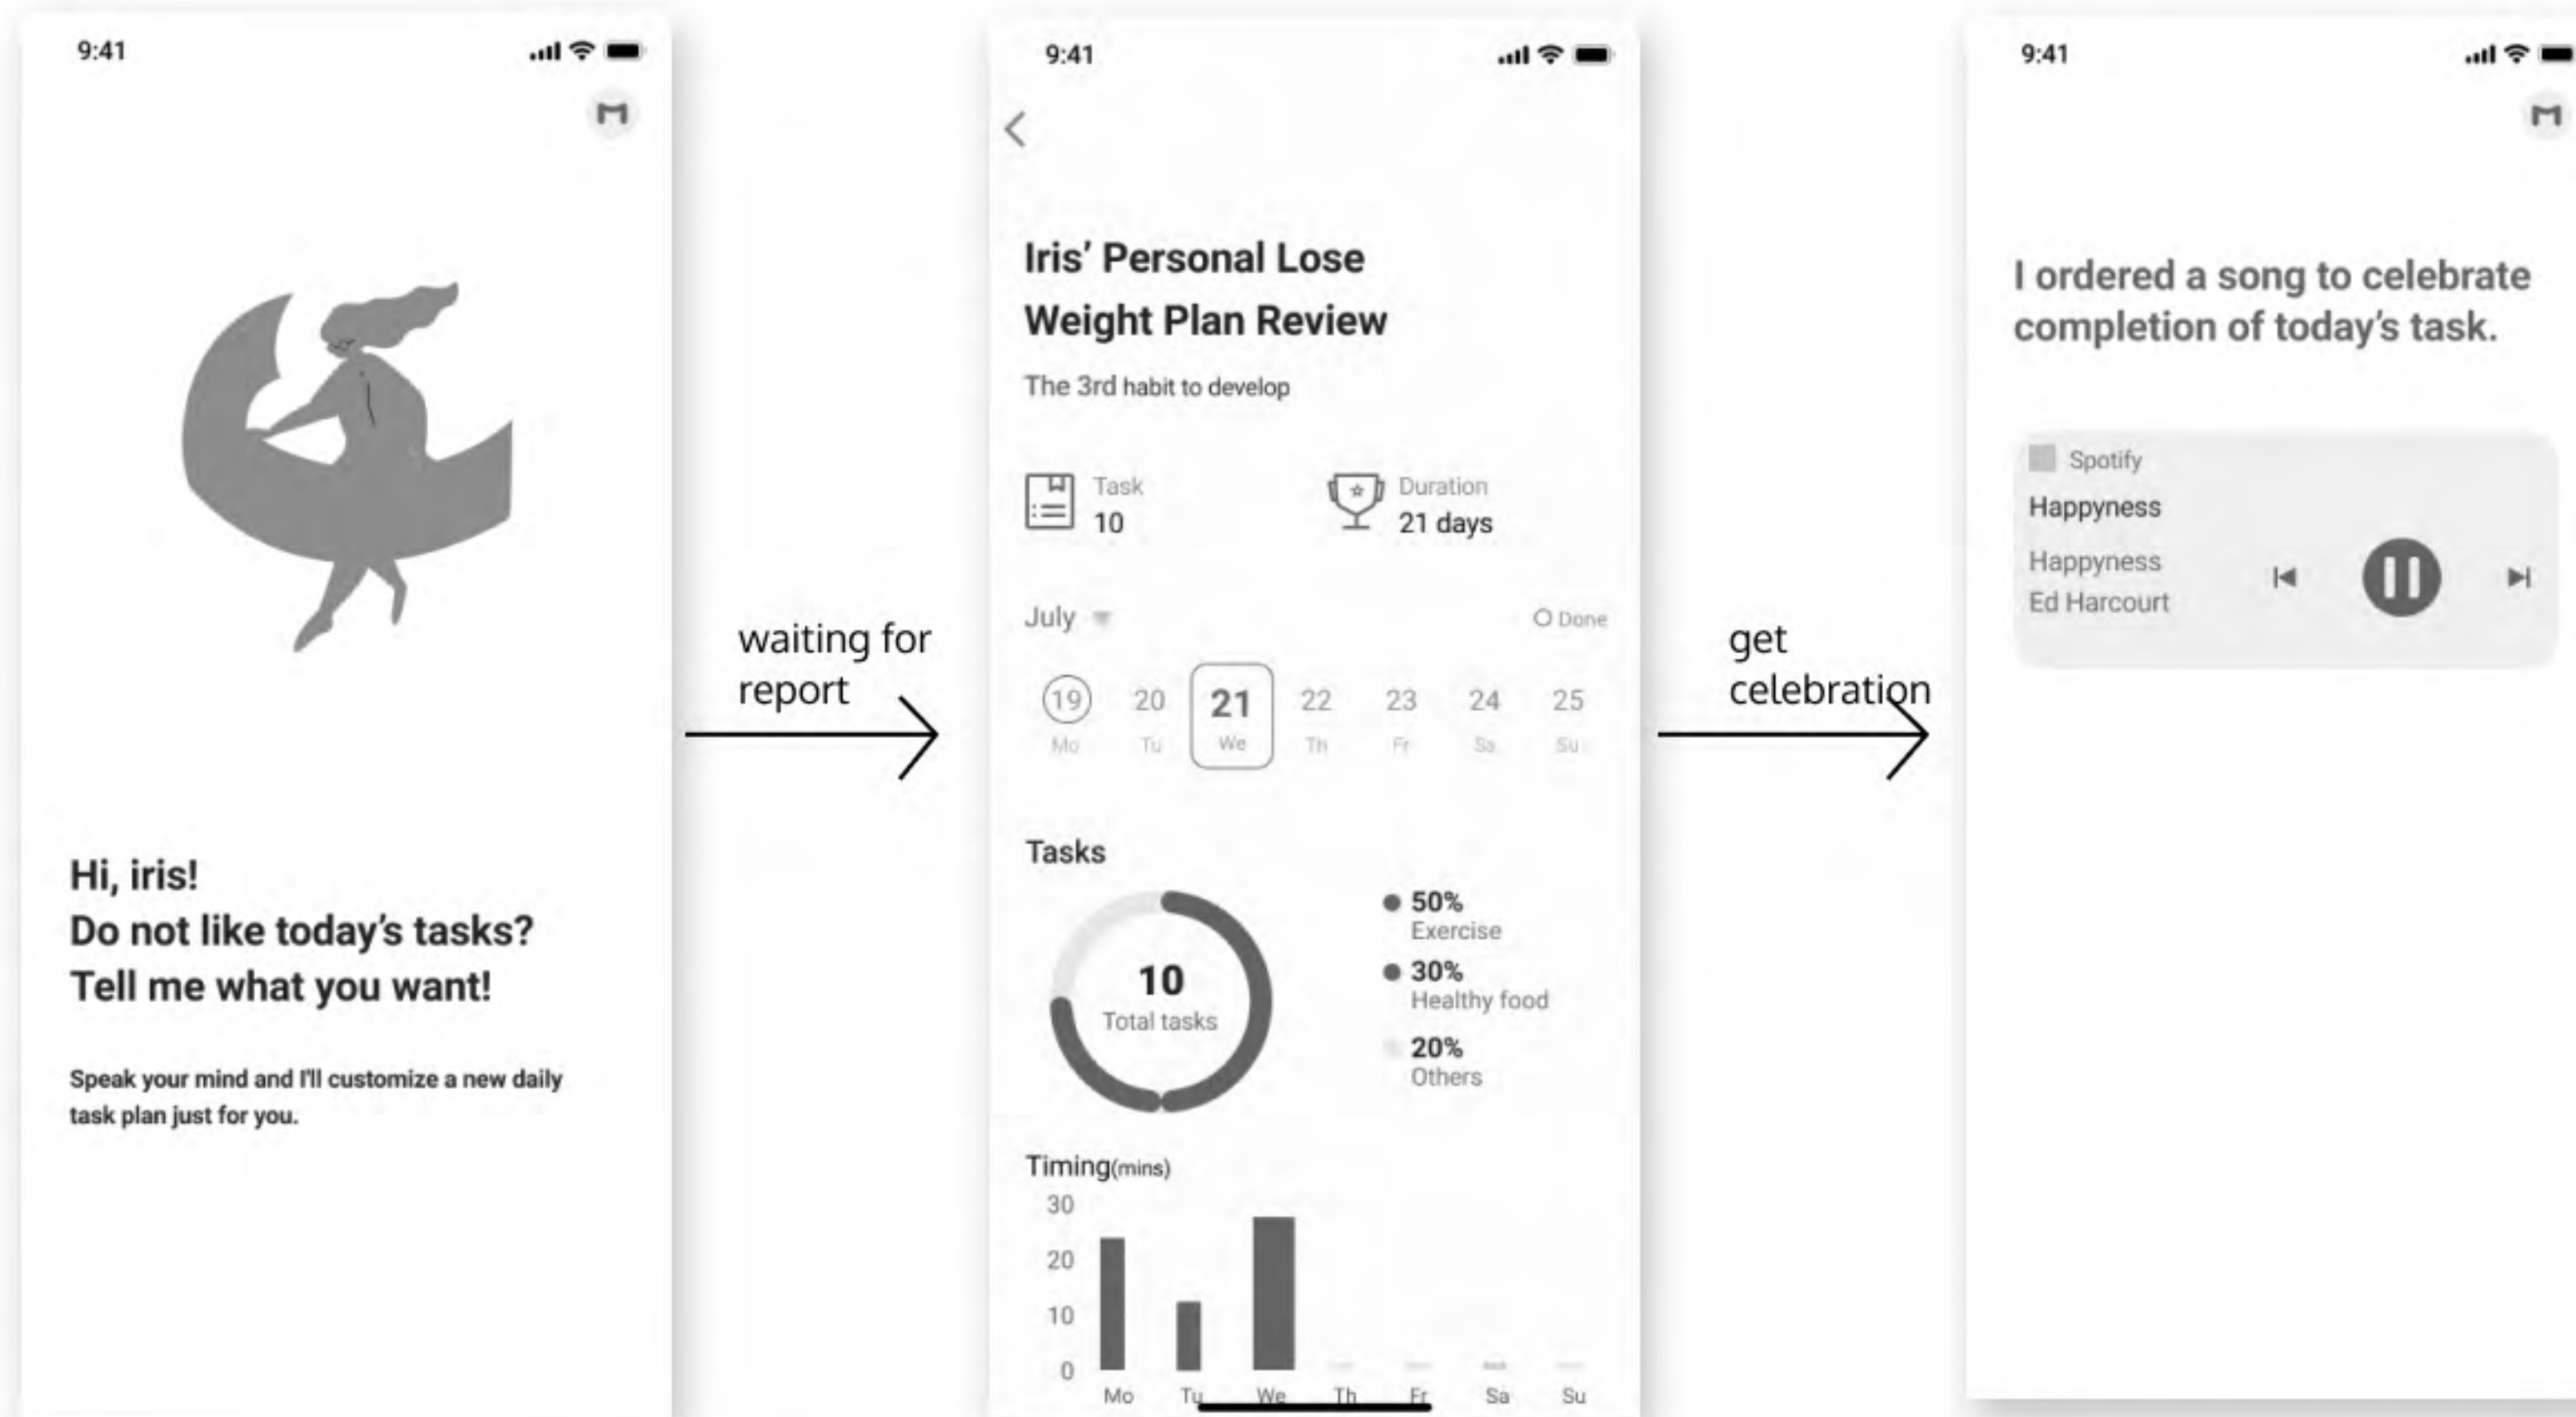 9:41
Hi, iris!
Do not like today's tasks?
Tell me what you want!
Speak your mind and I'll customize a new daily
task plan just for you.
waiting for
report
9:41
Iris' Personal Lose
Weight Plan Review
The 3rd habit to develop
Task
10
Duration
21 days
July
Done
19 20 21 22 23 24 25
Mo Tu We Th Fr Sa Su
Tasks
10
Total tasks
50%
Exercise
30%
Healthy food
20%
Others
Timing(mins)
30
20
10
0
Mo Tu We Th Fr Sa Su
get
celebration
9:41
I ordered a song to celebrate
completion of today's task.
Spotify
Happyness
Happyness
Ed Harcourt